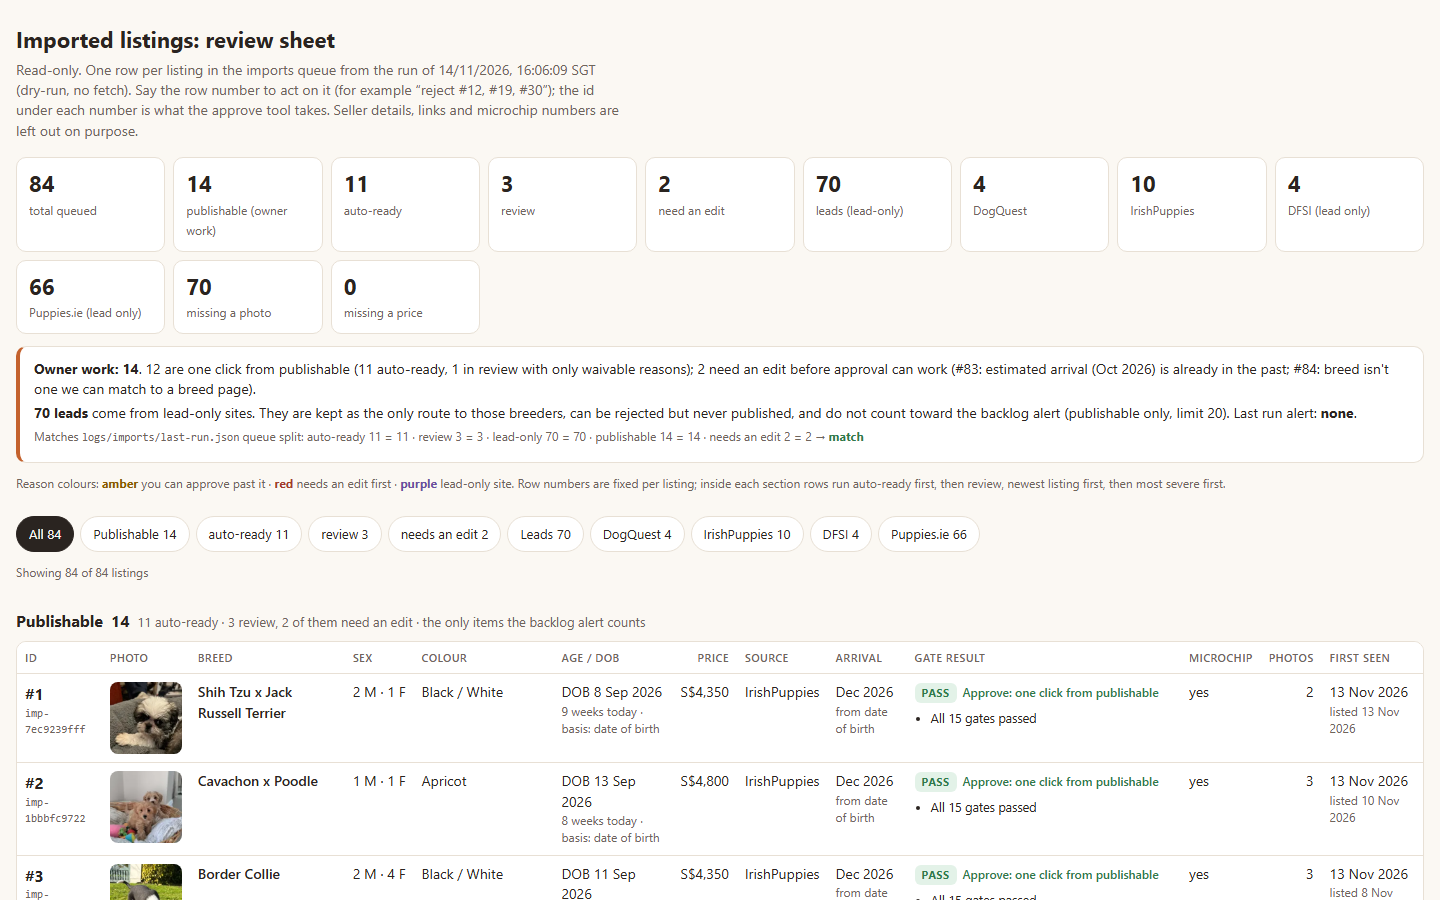 Imported listings: review sheet
Read-only. One row per listing in the imports queue from the run of 14/11/2026, 16:06:09 SGT
(dry-run, no fetch). Say the row number to act on it (for example “reject #12, #19, #30”); the id
under each number is what the approve tool takes. Seller details, links and microchip numbers are
left out on purpose.
84
total queued
14
publishable (owner
work)
11
auto-ready
3
review
2
need an edit
70
leads (lead-only)
4
DogQuest
10
IrishPuppies
4
DFSI (lead only)
66
Puppies.ie (lead only)
70
missing a photo
0
missing a price
Owner work: 14. 12 are one click from publishable (11 auto-ready, 1 in review with only waivable reasons); 2 need an edit before approval can work (#83: estimated arrival (Oct 2026) is already in the past; #84: breed isn't
one we can match to a breed page).
70 leads come from lead-only sites. They are kept as the only route to those breeders, can be rejected but never published, and do not count toward the backlog alert (publishable only, limit 20). Last run alert: none.
Matches logs/imports/last-run.json queue split: auto-ready 11 = 11 · review 3 = 3 · lead-only 70 = 70 · publishable 14 = 14 · needs an edit 2 = 2 → match
Reason colours: amber you can approve past it · red needs an edit first · purple lead-only site. Row numbers are fixed per listing; inside each section rows run auto-ready first, then review, newest listing first, then most severe first.
All 84 Publishable 14 auto-ready 11 review 3 needs an edit 2 Leads 70 DogQuest 4 IrishPuppies 10 DFSI 4 Puppies.ie 66
Showing 84 of 84 listings
Publishable 14 11 auto-ready · 3 review, 2 of them need an edit · the only items the backlog alert counts
ID PHOTO BREED SEX COLOUR AGE / DOB PRICE SOURCE ARRIVAL GATE RESULT MICROCHIP PHOTOS FIRST SEEN
#1
imp-
7ec9239fff
Shih Tzu x Jack
Russell Terrier
2 M · 1 F
Black / White
DOB 8 Sep 2026
9 weeks today ·
basis: date of birth
S$4,350
IrishPuppies
Dec 2026
from date
of birth
PASS Approve: one click from publishable
• All 15 gates passed
yes
2
13 Nov 2026
listed 13 Nov
2026
#2
imp-
1bbbfc9722
Cavachon x Poodle
1 M · 1 F
Apricot
DOB 13 Sep
2026
8 weeks today ·
basis: date of birth
S$4,800
IrishPuppies
Dec 2026
from date
of birth
PASS Approve: one click from publishable
• All 15 gates passed
yes
3
13 Nov 2026
listed 10 Nov
2026
#3
imp-
Border Collie
2 M · 4 F
Black / White
DOB 11 Sep
2026
S$4,350
IrishPuppies
Dec 2026
from date
PASS Approve: one click from publishable
• All 15 gates passed
yes
3
13 Nov 2026
listed 8 Nov